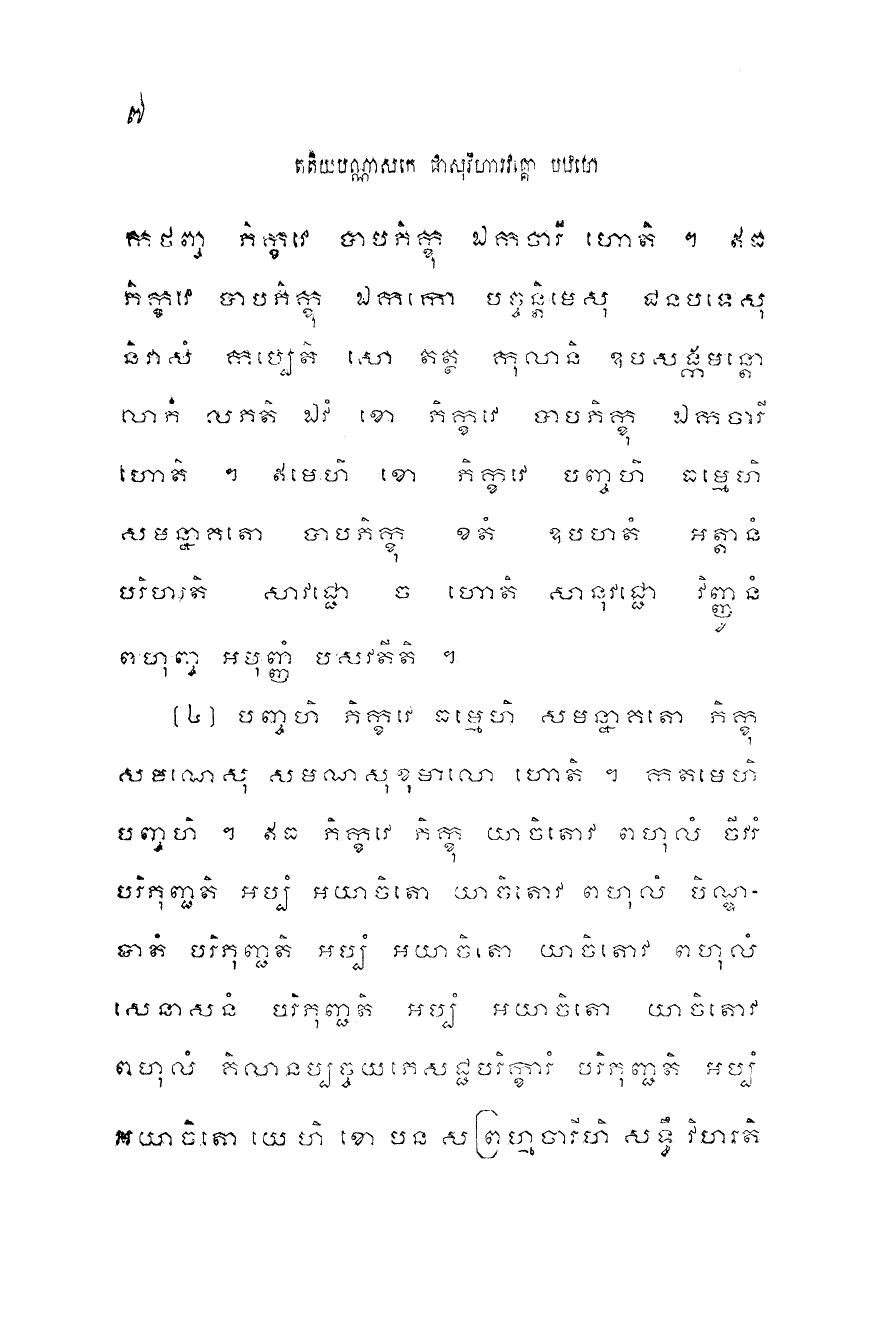 ៧
តតិយបណ្ណាសកេ ផាសុវិហារវគ្គោ បឋមោ
កថញ្ច ភិក្ខវេ បាបភិក្ខុ ឯកចារី ហោតិ ។ ឥធ
ភិក្ខវេ បាបភិក្ខុ ឯកកោ បច្ចន្តិមេសុ ជនបទេសុ
និវាសំ កប្បេតិ សោ តត្ថ កុលានិ ឧបសង្កមន្តោ
លាភំ លភតិ ឯវំ ខោ ភិក្ខវេ បាបភិក្ខុ ឯកចារី
ហោតិ ។ ឥមេហិ ខោ ភិក្ខវេ បញ្ចហិ ធម្មេហិ
សមន្នាគតោ បាបភិក្ខុ ខតំ ឧបហតំ អត្តានំ
បរិហរតិ សាវជ្ជោ ច ហោតិ សានុវជ្ជោ វិញ្ញូនំ
ពហុញ្ច អបុញ្ញំ បសវតីតិ ។
(៤) បញ្ចហិ ភិក្ខវេ ធម្មេហិ សមន្នាគតោ ភិក្ខុ
សមណេសុ សមណសុខុមាលោ ហោតិ ។ កតមេហិ
បញ្ចហិ ។ ឥធ ភិក្ខវេ ភិក្ខុ យាចិតោវ ពហុលំ ចីវរំ
បរិភុញ្ជតិ អប្បំ អយាចិតោ យាចិតោវ ពហុលំ បិណ្ឌ-
បាតំ បរិភុញ្ជតិ អប្បំ អយាចិតោ យាចិតោវ ពហុលំ
សេនាសនំ បរិភុញ្ជតិ អប្បំ អយាចិតោ យាចិតោវ
ពហុលំ គិលានប្បច្ចយភេសជ្ជបរិក្ខារំ បរិភុញ្ជតិ អប្បំ
អយាចិតោ យេហិ ខោ បន សព្រហ្មចារីហិ សទ្ធឹ វិហរតិ